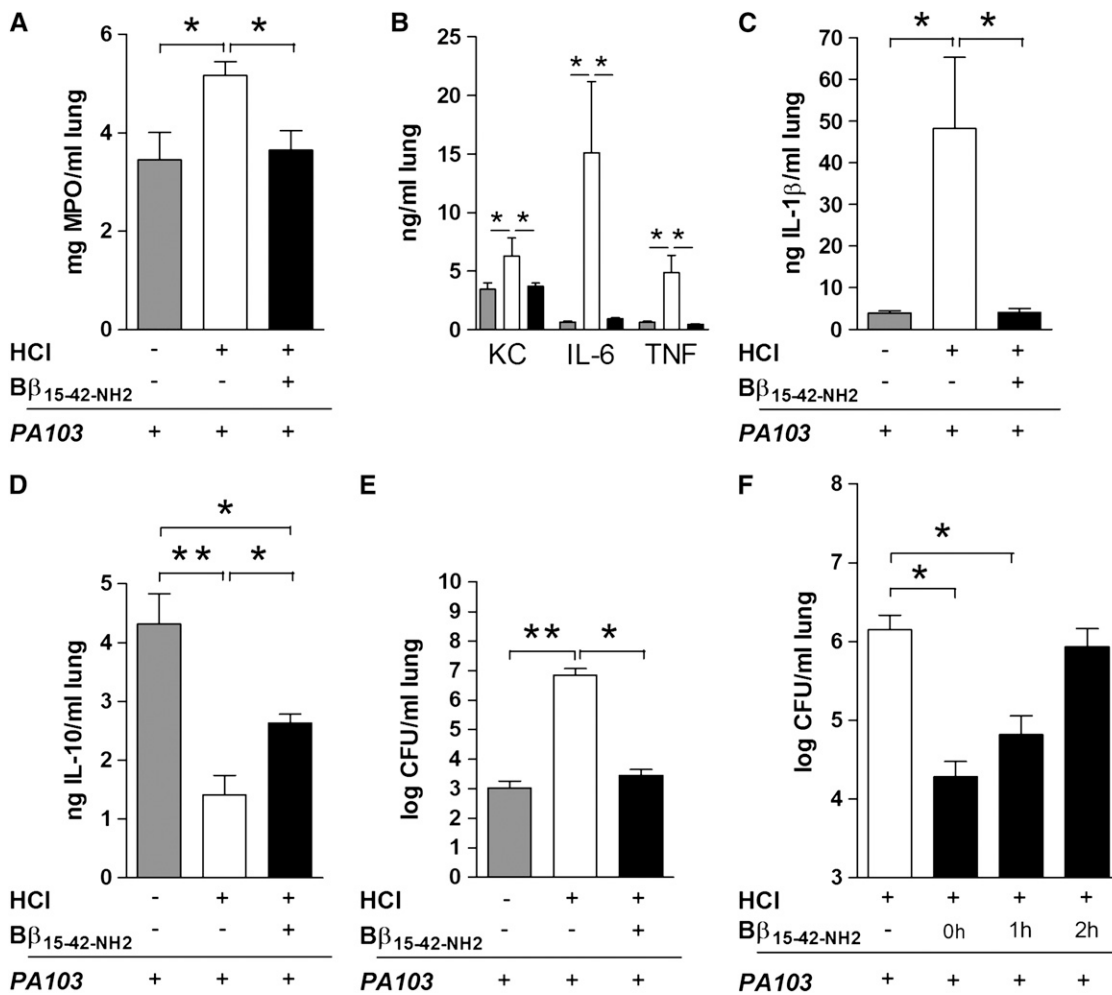 A
* *
mg MPO/ml lung
6
4
2
0
HCl - + +
Bβ15-42-NH2 - - +
PA103 + + +
B
ng/ml lung
25
20
15
10
5
0
* * * * * *
KC IL-6 TNF
C
* *
ng IL-1β/ml lung
70
60
50
40
30
20
10
0
HCl - + +
Bβ15-42-NH2 - - +
PA103 + + +
D
*
** *
ng IL-10/ml lung
5
4
3
2
1
0
HCl - + +
Bβ15-42-NH2 - - +
PA103 + + +
E
** *
log CFU/ml lung
10
9
8
7
6
5
4
3
2
1
0
HCl - + +
Bβ15-42-NH2 - - +
PA103 + + +
F
*
*
log CFU/ml lung
8
7
6
5
4
3
HCl + + + +
Bβ15-42-NH2 - 0h 1h 2h
PA103 + + + +